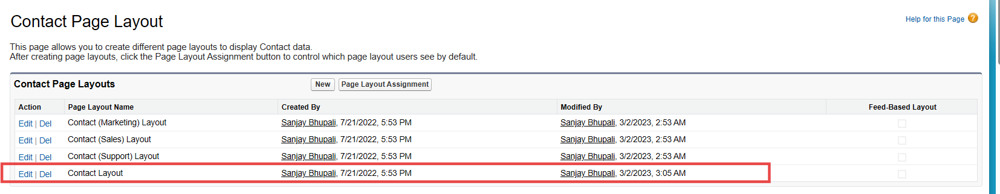 Contact Page Layout
Help for this Page
This page allows you to create different page layouts to display Contact data.
After creating page layouts, click the Page Layout Assignment button to control which page layout users see by default.
Contact Page Layouts New Page Layout Assignment
Action Page Layout Name Created By Modified By Feed-Based Layout
Edit | Del Contact (Marketing) Layout Sanjay Bhupali, 7/21/2022, 5:53 PM Sanjay Bhupali, 3/2/2023, 2:53 AM
Edit | Del Contact (Sales) Layout Sanjay Bhupali, 7/21/2022, 5:53 PM Sanjay Bhupali, 3/2/2023, 2:53 AM
Edit | Del Contact (Support) Layout Sanjay Bhupali, 7/21/2022, 5:53 PM Sanjay Bhupali, 3/2/2023, 2:53 AM
Edit | Del Contact Layout Sanjay Bhupali, 7/21/2022, 5:53 PM Sanjay Bhupali, 3/2/2023, 3:05 AM